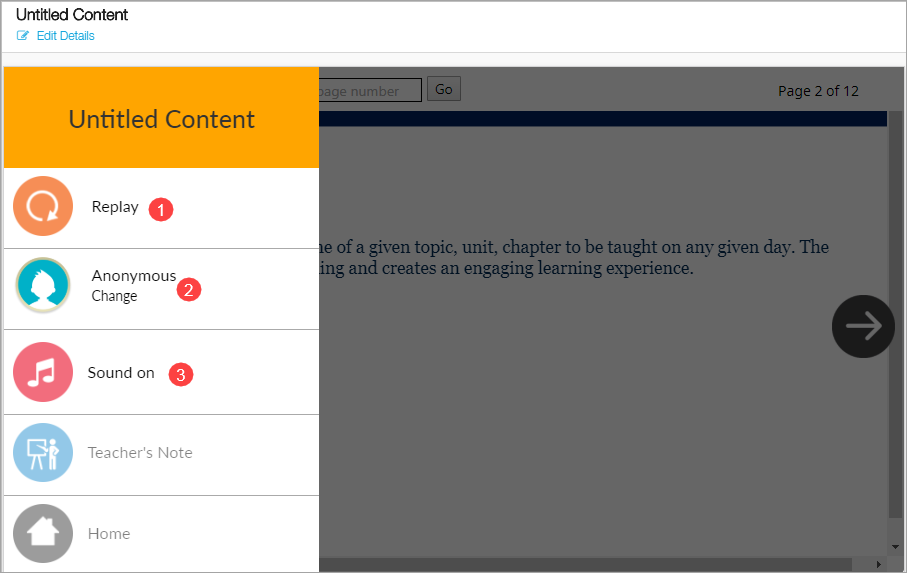 Untitled Content
Edit Details
Untitled Content
page number
Go
Page 2 of 12
Replay 1
of a given topic, unit, chapter to be taught on any given day. The
and creates an engaging learning experience.
Anonymous
Change 2
Sound on 3
Teacher's Note
Home